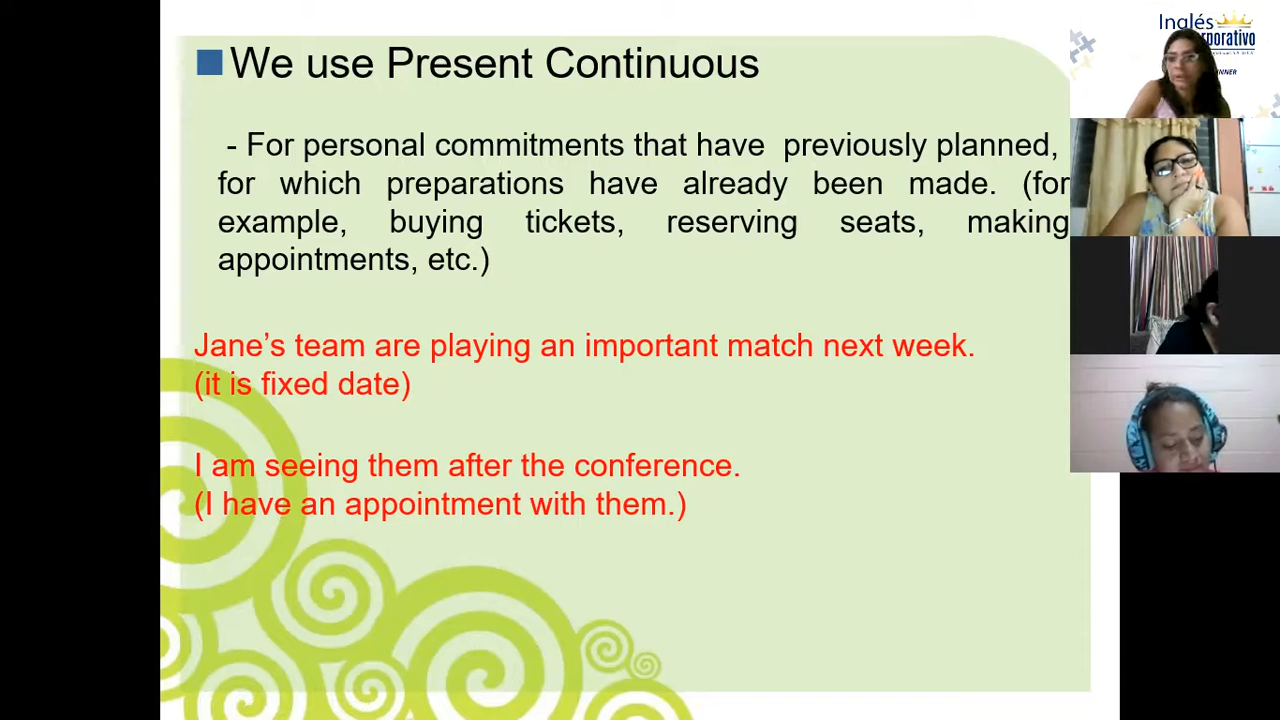 We use Present Continuous
- For personal commitments that have previously planned,
for which preparations have already been made. (for
example, buying tickets, reserving seats, making
appointments, etc.)
Jane's team are playing an important match next week.
(it is fixed date)
I am seeing them after the conference.
(I have an appointment with them.)
Inglés